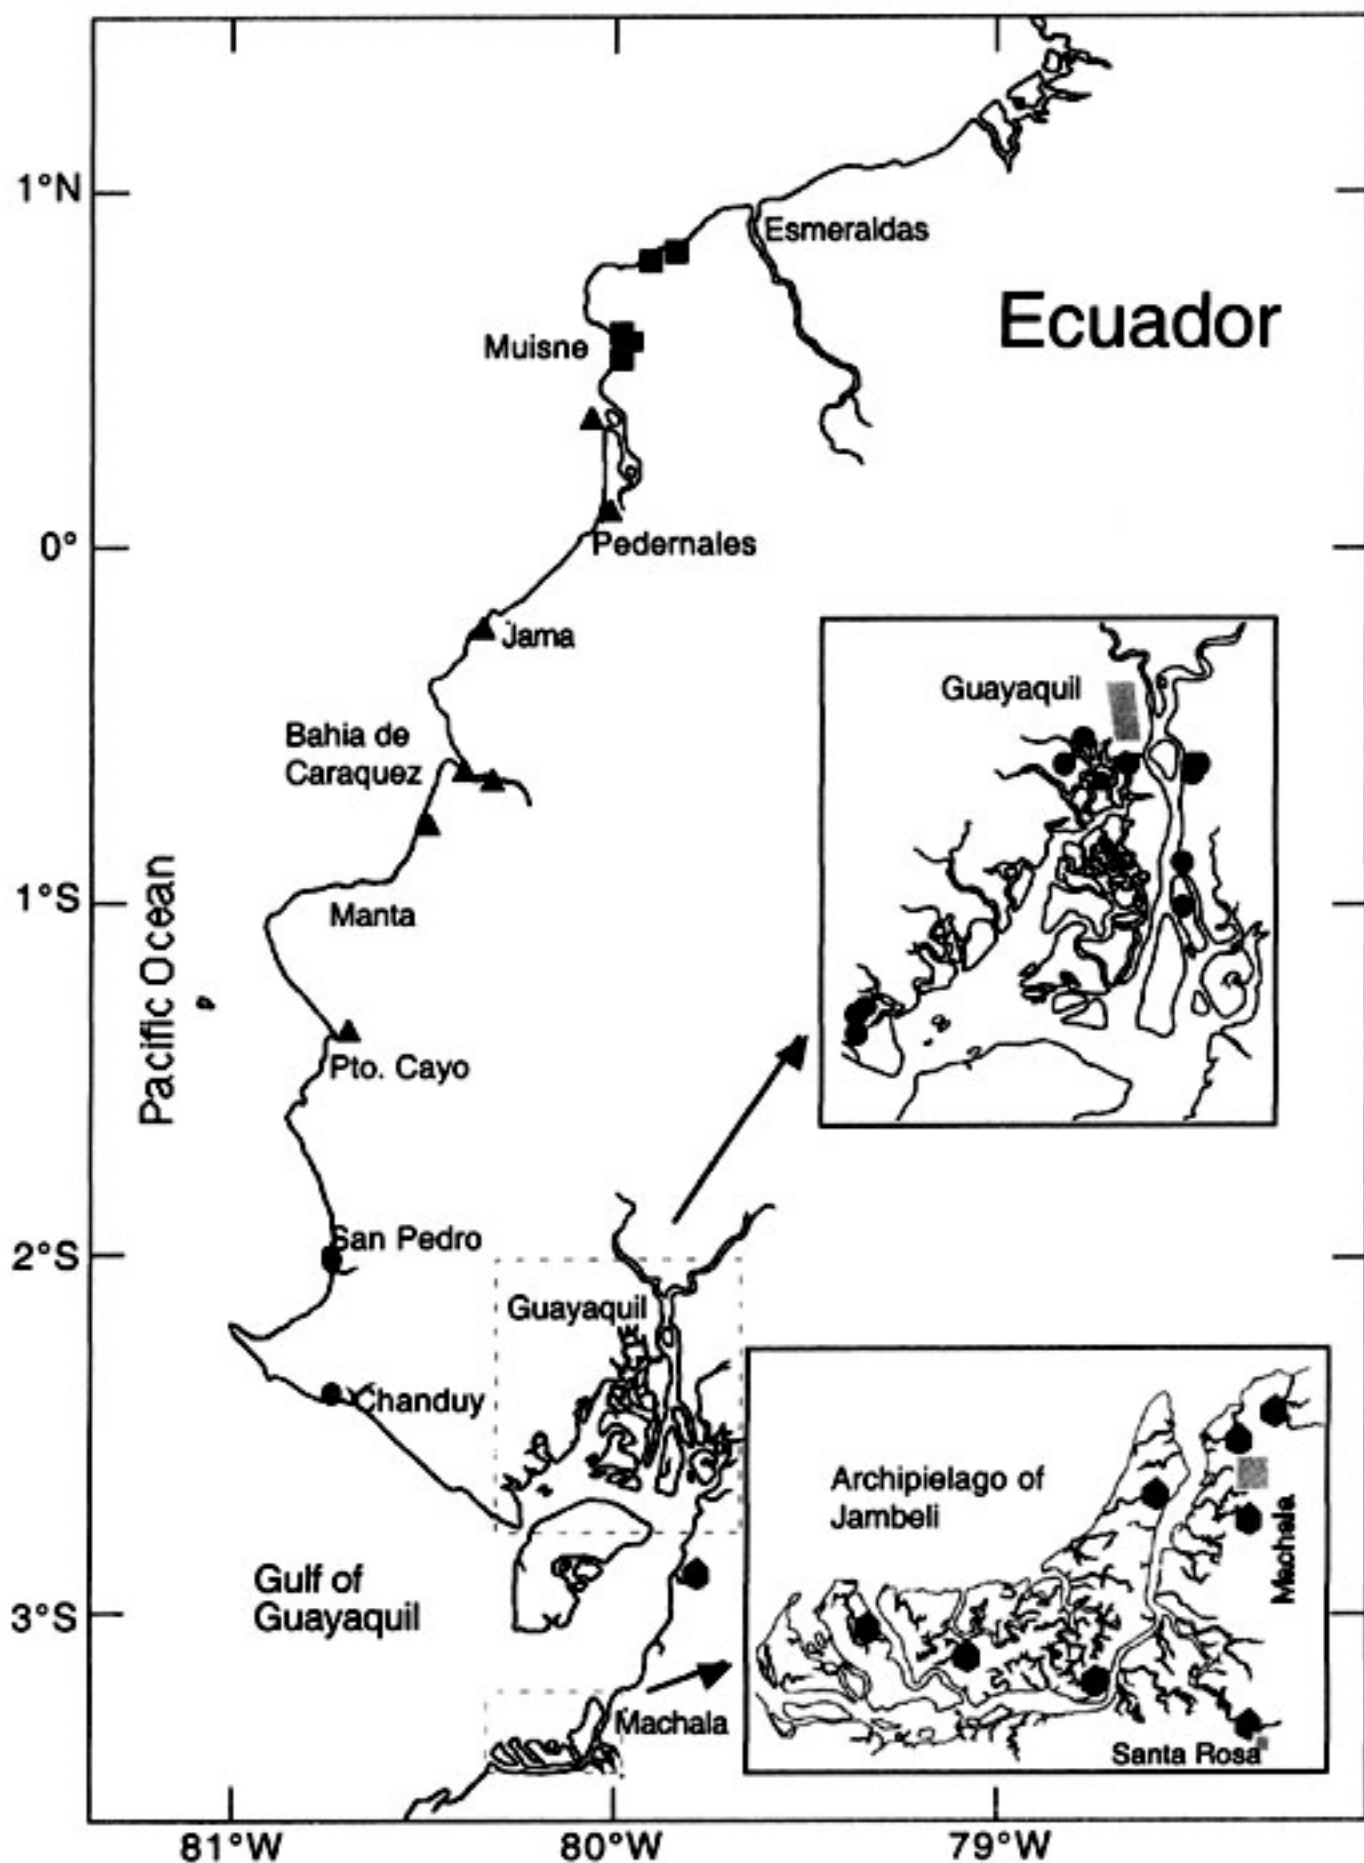 1°N
Esmeraldas
Ecuador
Muisne
0°
Pedernales
Jama
Guayaquil
Bahia de
Caraquez
Pacific Ocean
1°S
Manta
Pto. Cayo
2°S
San Pedro
Guayaquil
Chanduy
Archipielago of
Jambeli
Machala
Gulf of
Guayaquil
3°S
Machala
Santa Rosa
81°W
80°W
79°W